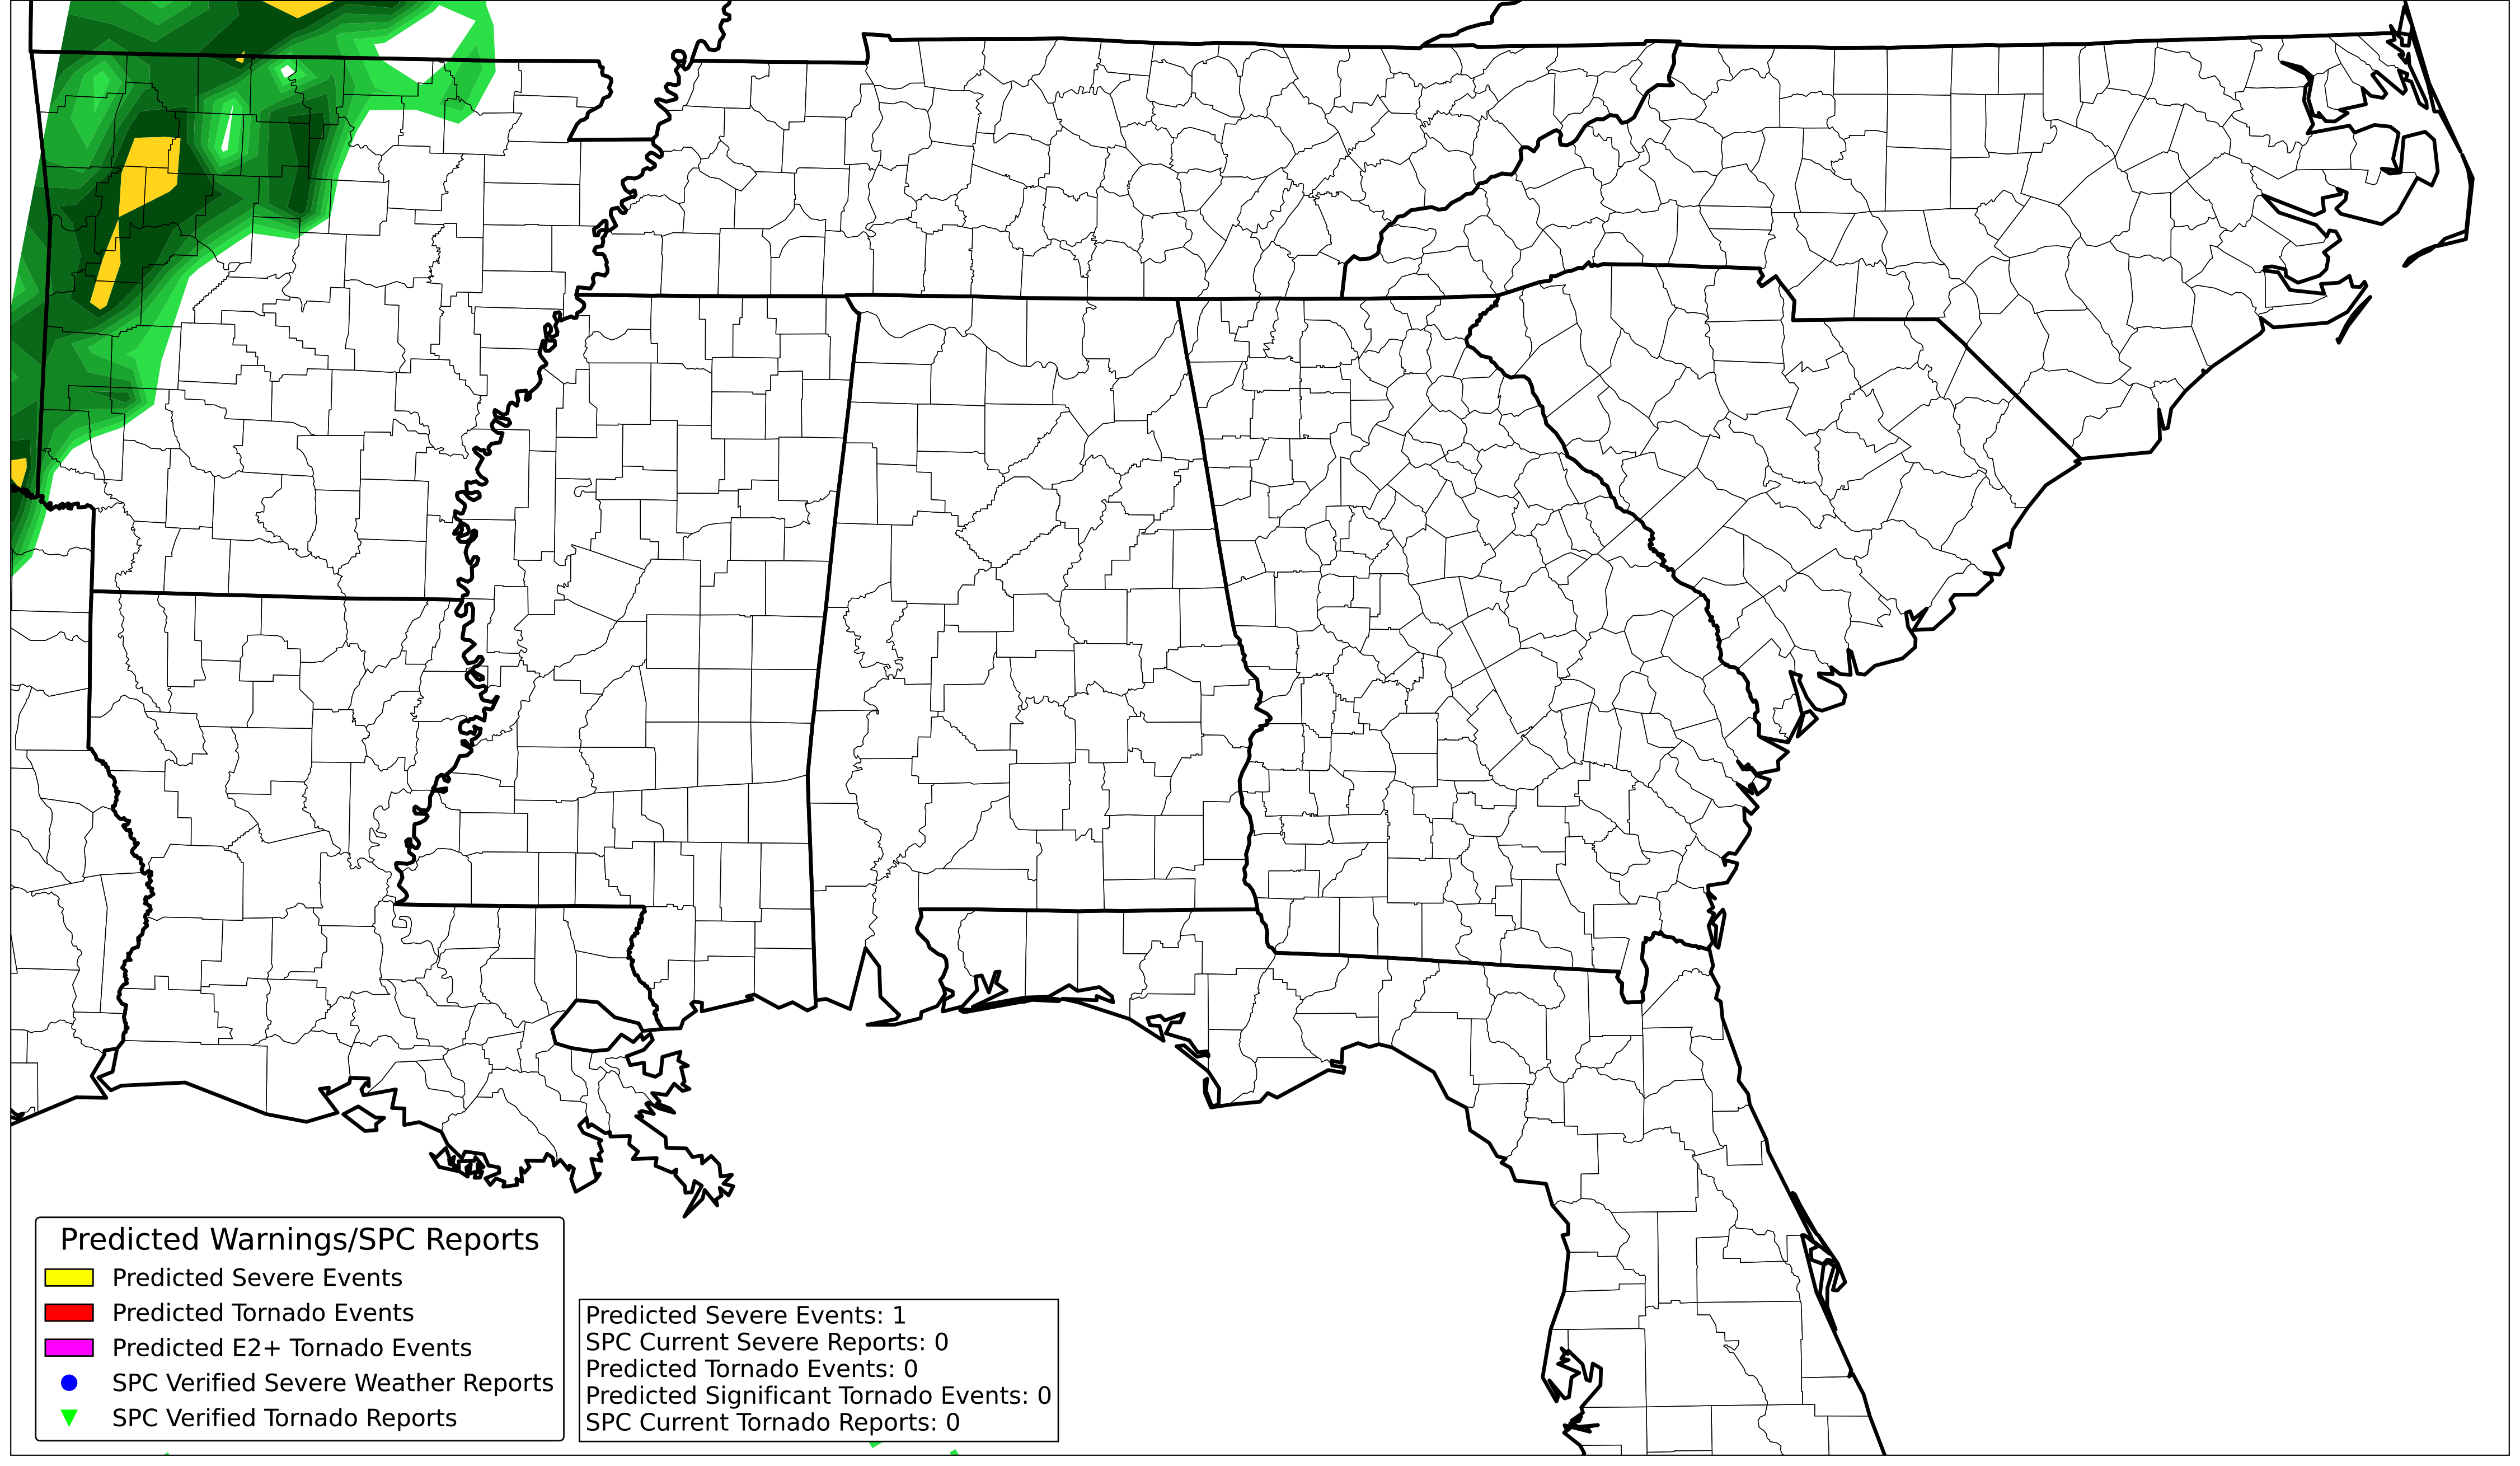 Predicted Warnings/SPC Reports
Predicted Severe Events
Predicted Tornado Events
Predicted E2+ Tornado Events
SPC Verified Severe Weather Reports
SPC Verified Tornado Reports
Predicted Severe Events: 1
SPC Current Severe Reports: 0
Predicted Tornado Events: 0
Predicted Significant Tornado Events: 0
SPC Current Tornado Reports: 0